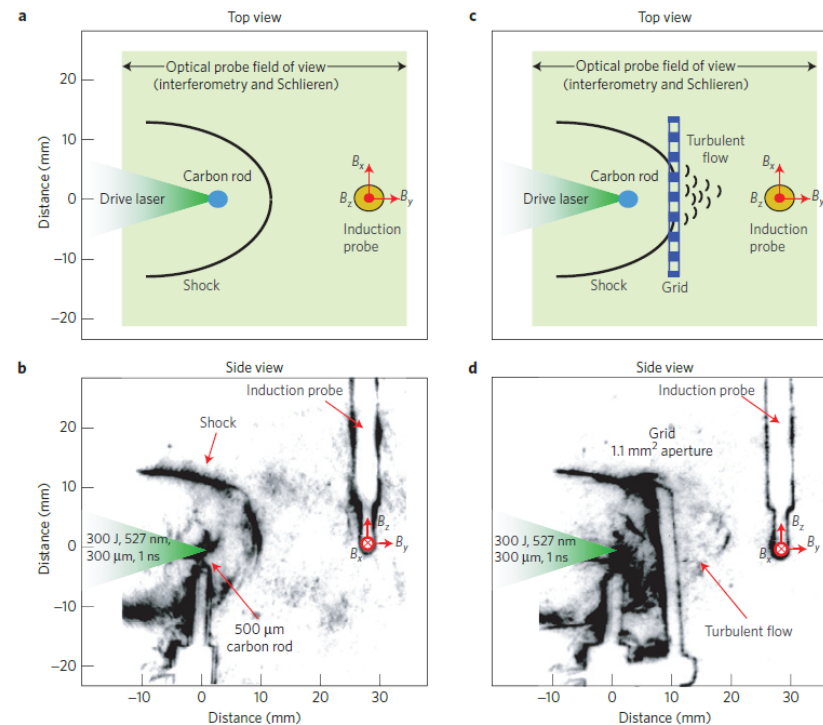 a
Top view
20
10
0
−10
−20
Distance (mm)
Optical probe field of view
(interferometry and Schlieren)
Carbon rod
Drive laser
Shock
Bx
Bz
By
Induction
probe
c
Top view
Optical probe field of view
(interferometry and Schlieren)
Turbulent
flow
Carbon rod
Drive laser
Shock
Grid
Bx
Bz
By
Induction
probe
b
Side view
20
10
0
−10
−20
Distance (mm)
Induction probe
Shock
300 J, 527 nm,
300 μm, 1 ns
Bz
Bx
By
500 μm
carbon rod
−10
0
10
20
30
Distance (mm)
d
Side view
Induction probe
Grid
1.1 mm² aperture
300 J, 527 nm
300 μm, 1 ns
Bz
Bx
By
Turbulent flow
−10
0
10
20
30
Distance (mm)